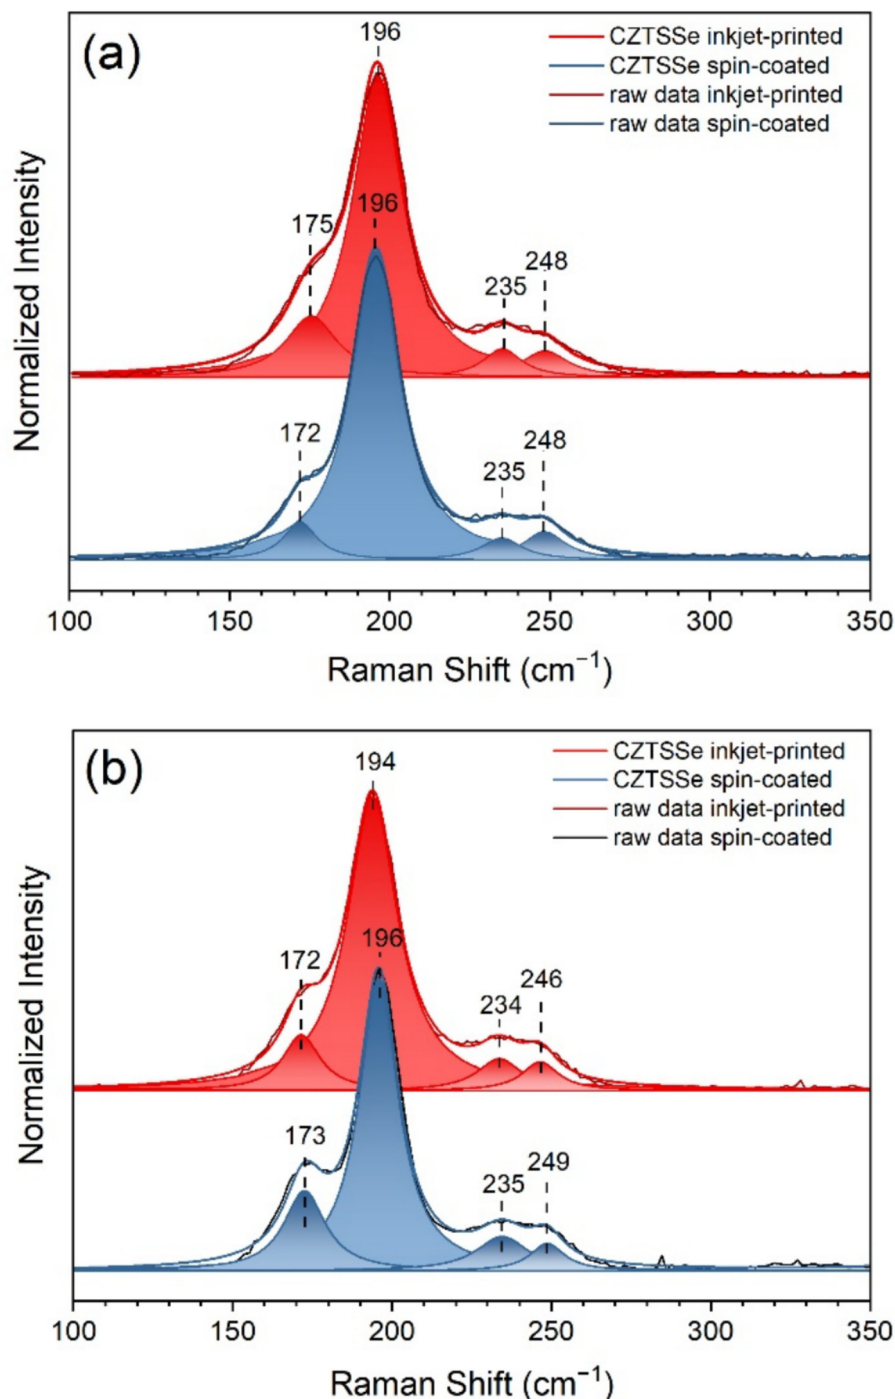 (a)
196
CZTSSe inkjet-printed
CZTSSe spin-coated
raw data inkjet-printed
raw data spin-coated
175
196
235
248
172
235
248
Normalized Intensity
100 150 200 250 300 350
Raman Shift (cm⁻¹)
(b)
194
CZTSSe inkjet-printed
CZTSSe spin-coated
raw data inkjet-printed
raw data spin-coated
172
196
234
246
173
235
249
Normalized Intensity
100 150 200 250 300 350
Raman Shift (cm⁻¹)